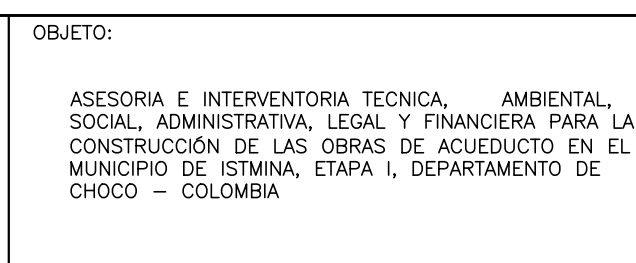 OBJETO:
ASESORIA E INTERVENTORIA TECNICA, AMBIENTAL,
SOCIAL, ADMINISTRATIVA, LEGAL Y FINANCIERA PARA LA
CONSTRUCCIÓN DE LAS OBRAS DE ACUEDUCTO EN EL
MUNICIPIO DE ISTMINA, ETAPA I, DEPARTAMENTO DE
CHOCO – COLOMBIA